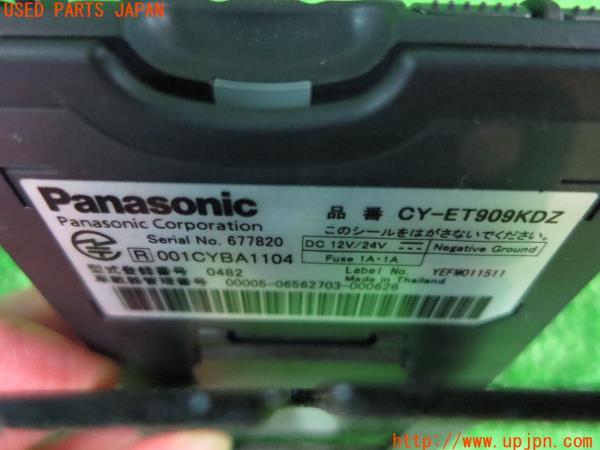 USED PARTS JAPAN
Panasonic
Panasonic Corporation
Serial No. 677820
R 001CYBA1104
型式登録番号 0482
車載器管理番号 00005-06562703-000626
品 番 CY-ET909KDZ
このシールをはがさないでください。
DC 12V/24V Negative Ground
Fuse 1A・1A
Label No. YEFM011511
Made in Thailand
http://www.upjpn.com/